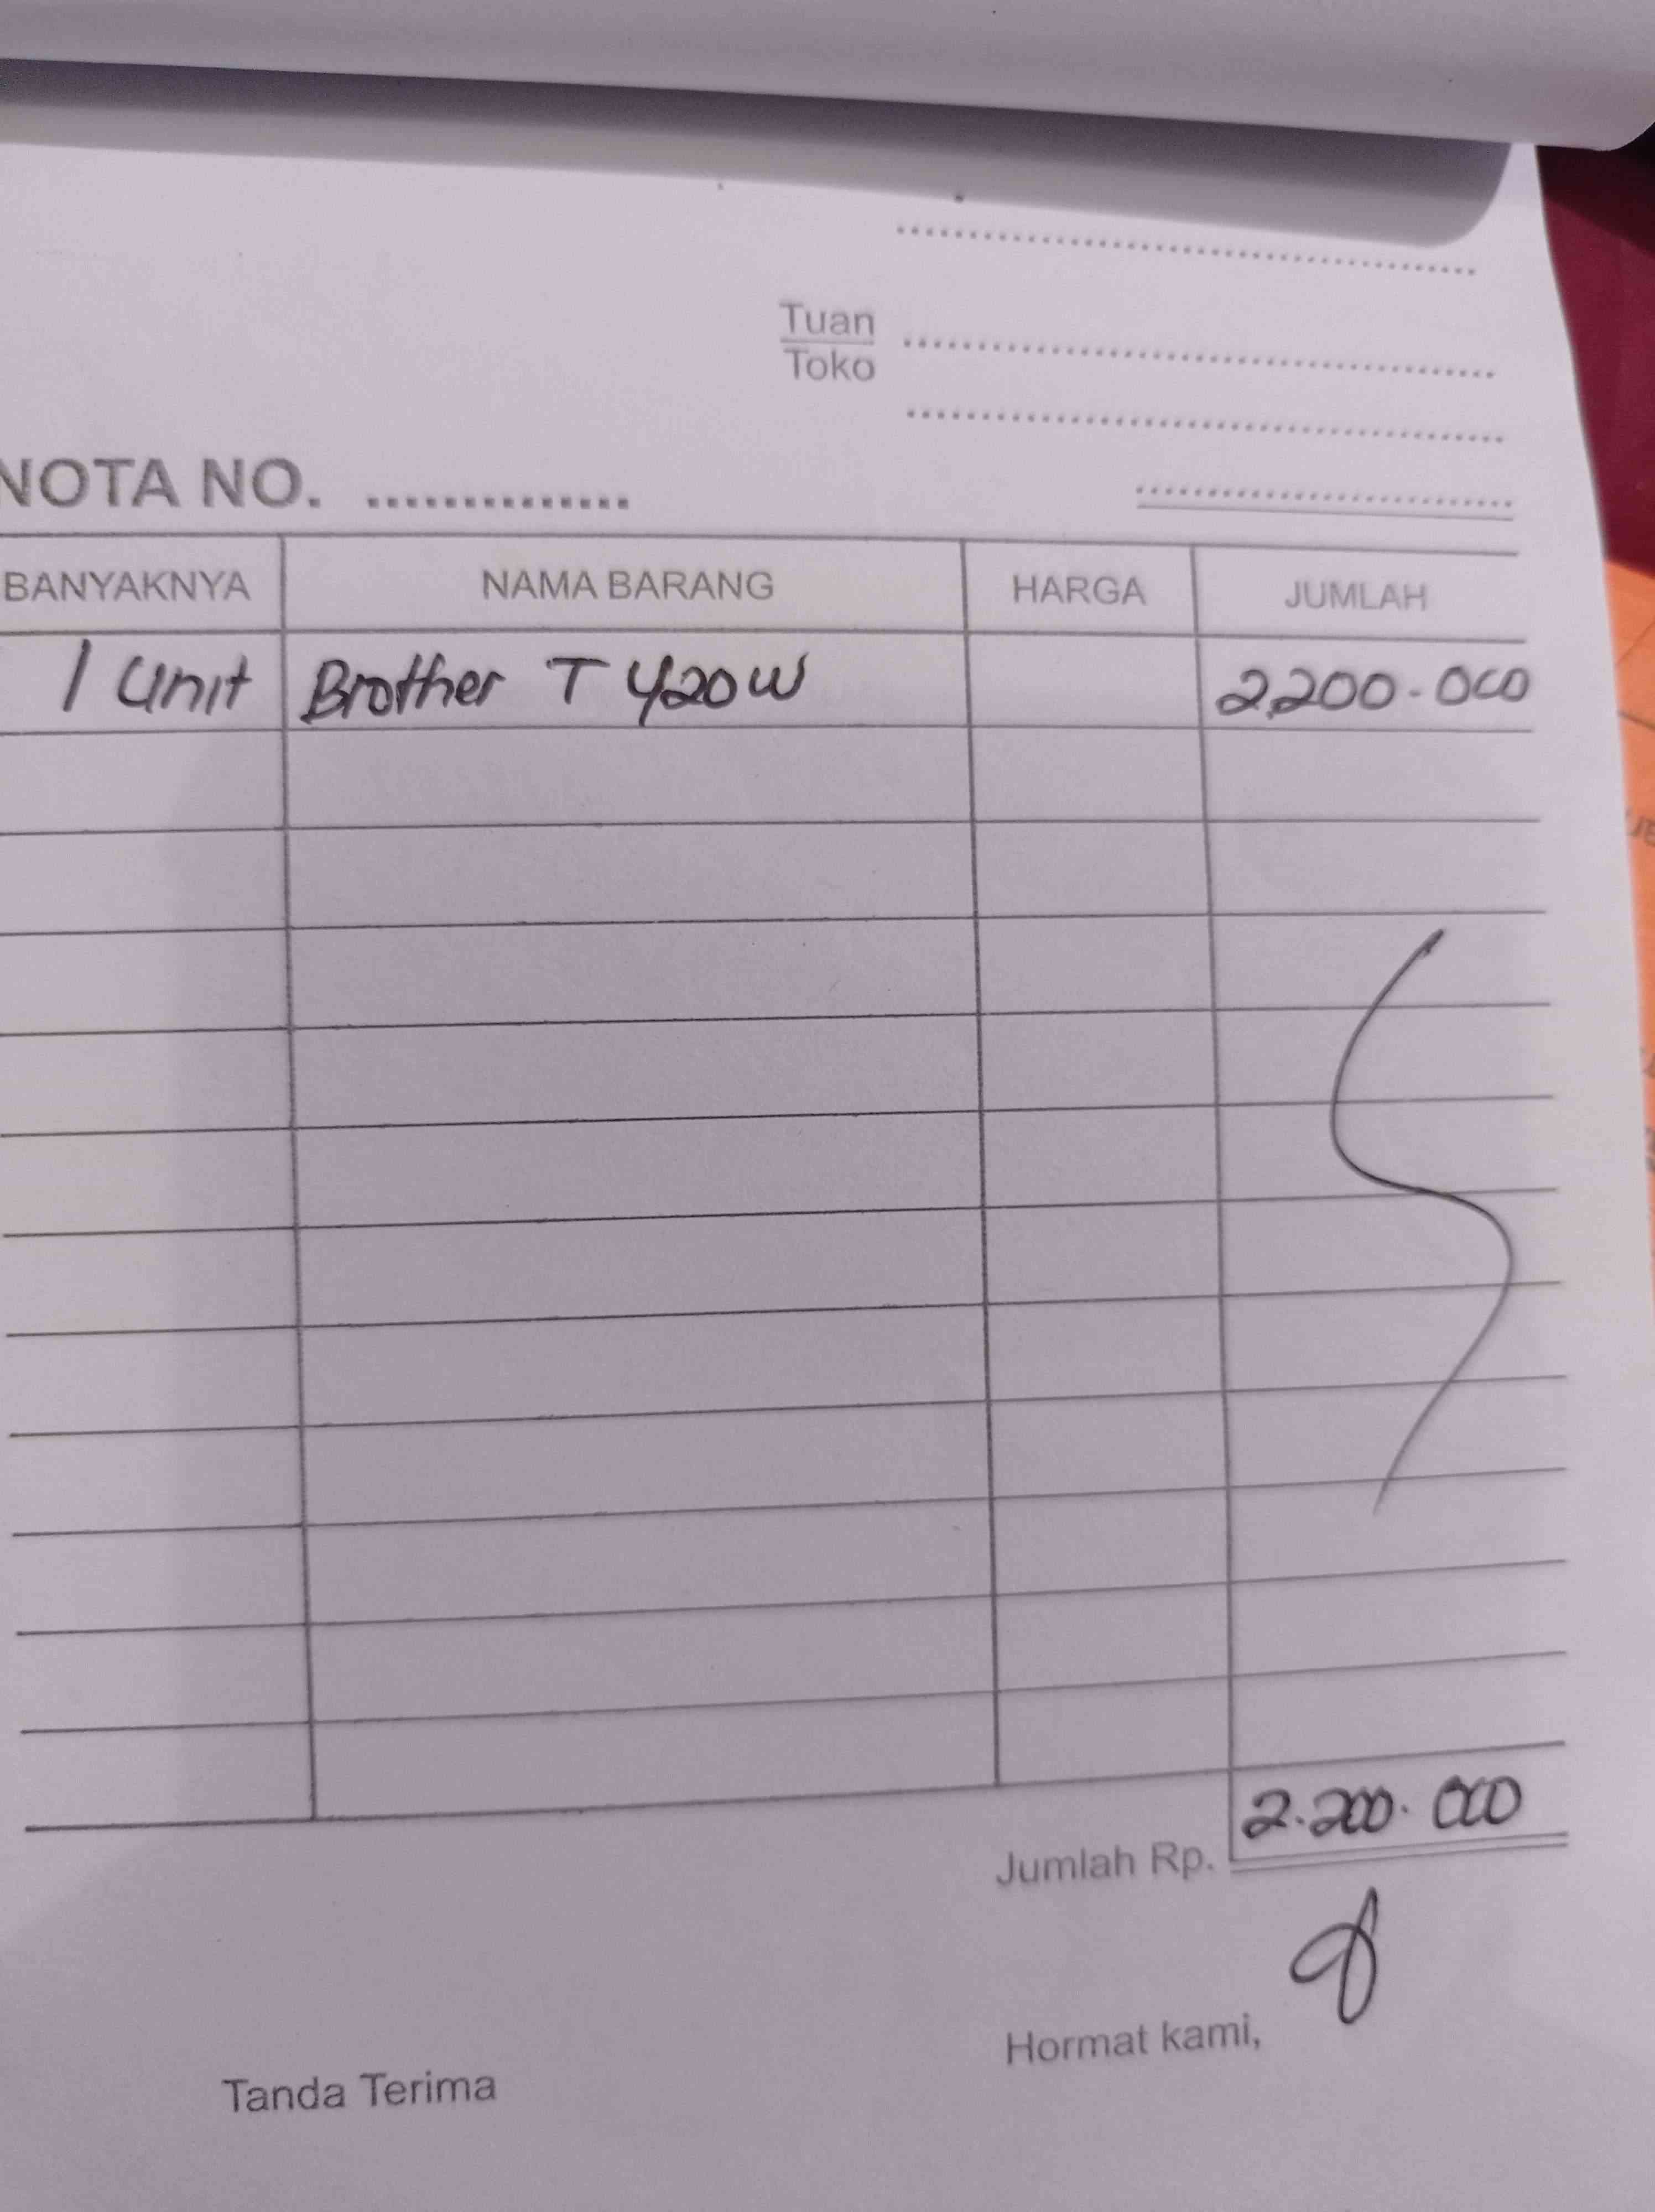 Tuan
Toko
NOTA NO. ..............
BANYAKNYA NAMA BARANG HARGA JUMLAH
1 Unit Brother T 420W 2.200.000
Jumlah Rp. 2.200.000
Hormat kami,
Tanda Terima